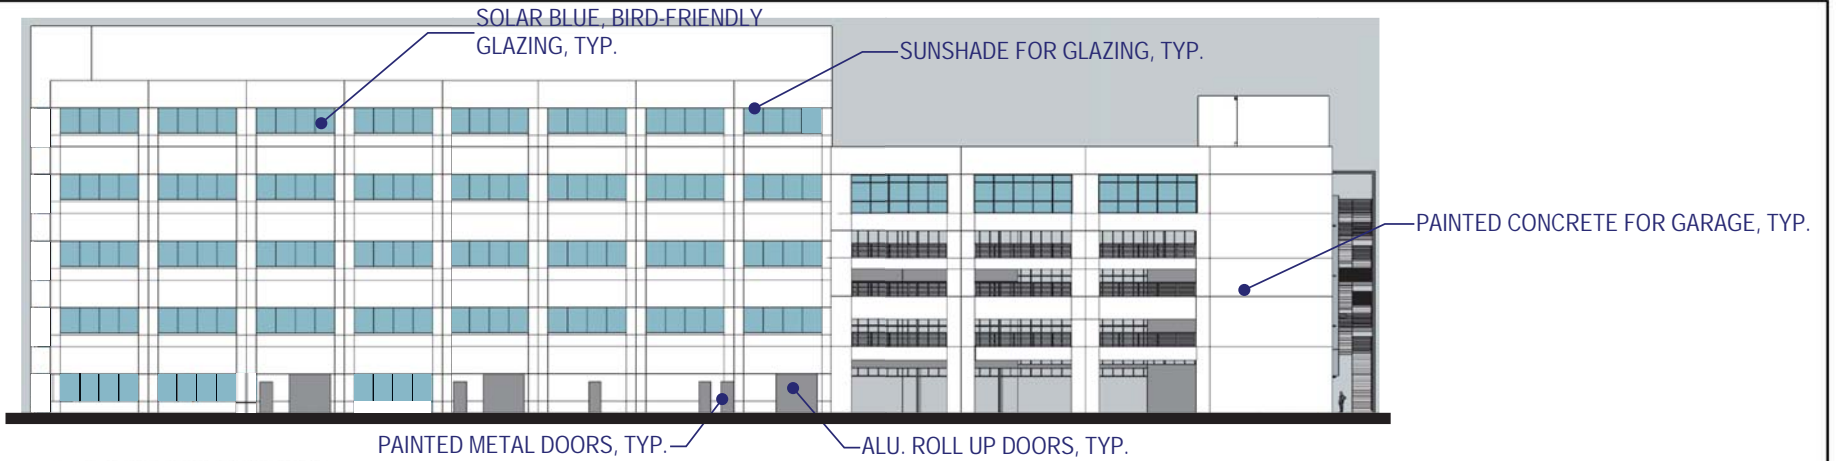 SOLAR BLUE, BIRD-FRIENDLY
GLAZING, TYP.
SUNSHADE FOR GLAZING, TYP.
PAINTED CONCRETE FOR GARAGE, TYP.
PAINTED METAL DOORS, TYP.
ALU. ROLL UP DOORS, TYP.